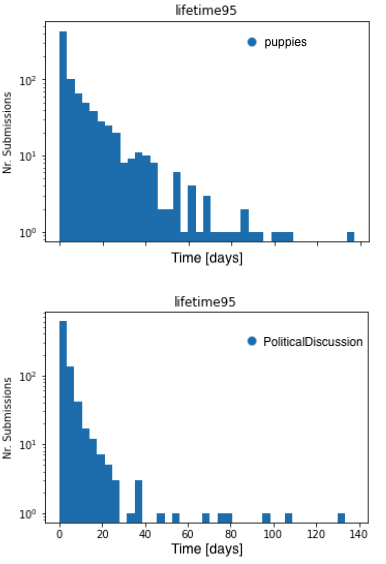 lifetime95
puppies
Nr. Submissions
10²
10¹
10⁰
Time [days]
lifetime95
PoliticalDiscussion
Nr. Submissions
10²
10¹
10⁰
0 20 40 60 80 100 120 140
Time [days]